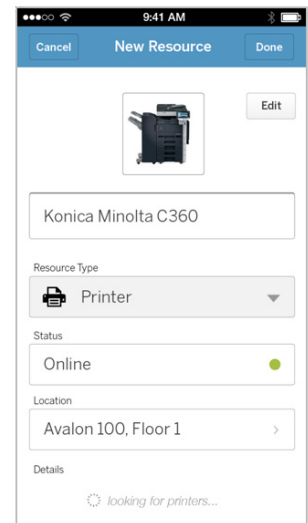 9:41 AM
Cancel New Resource Done
Edit
Konica Minolta C360
Resource Type
Printer
Status
Online
Location
Avalon 100, Floor 1
Details
looking for printers...